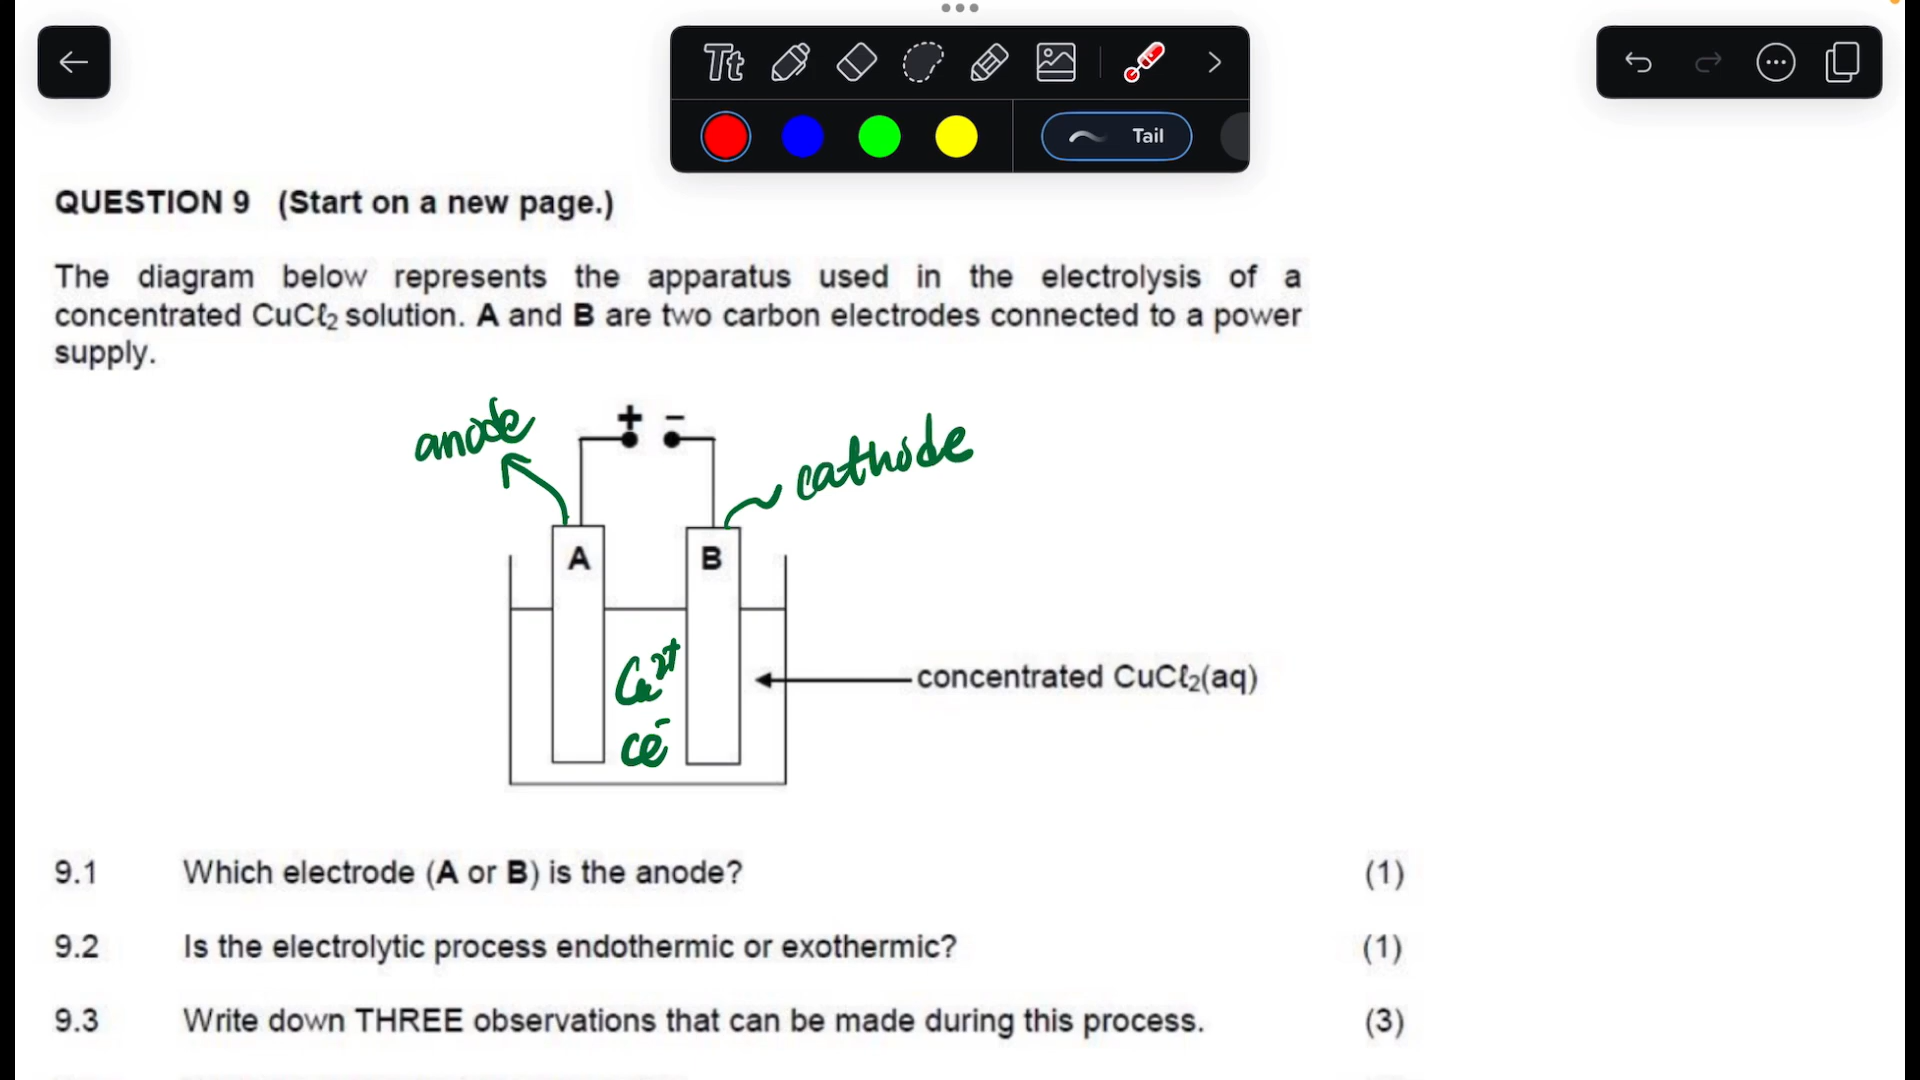 Tt
Tail
QUESTION 9 (Start on a new page.)
The diagram below represents the apparatus used in the electrolysis of a
concentrated CuCℓ₂ solution. A and B are two carbon electrodes connected to a power
supply.
+ −
anode
cathode
A
B
Cu²⁺
Cℓ⁻
concentrated CuCℓ₂(aq)
9.1 Which electrode (A or B) is the anode? (1)
9.2 Is the electrolytic process endothermic or exothermic? (1)
9.3 Write down THREE observations that can be made during this process. (3)